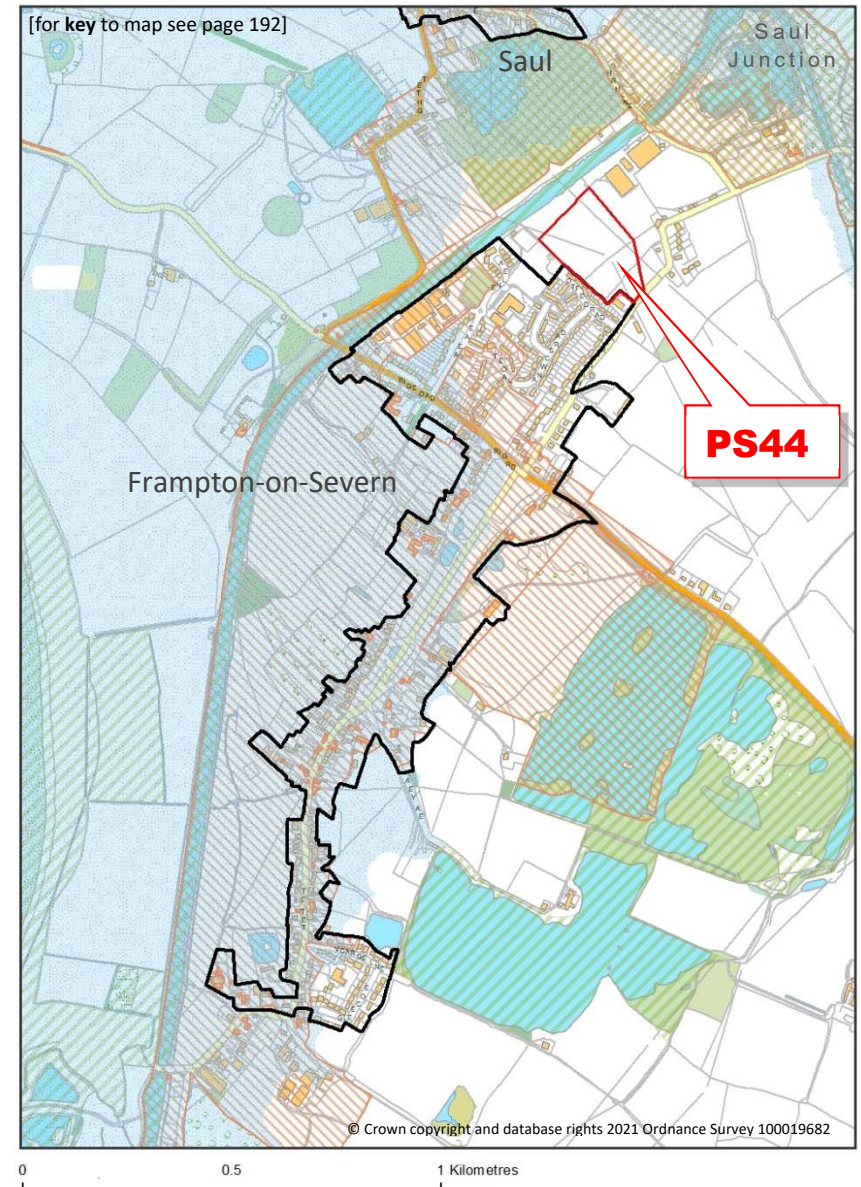 [for key to map see page 192]
Saul
Saul
Junction
PS44
Frampton-on-Severn
© Crown copyright and database rights 2021 Ordnance Survey 100019682
0 0.5 1 Kilometres